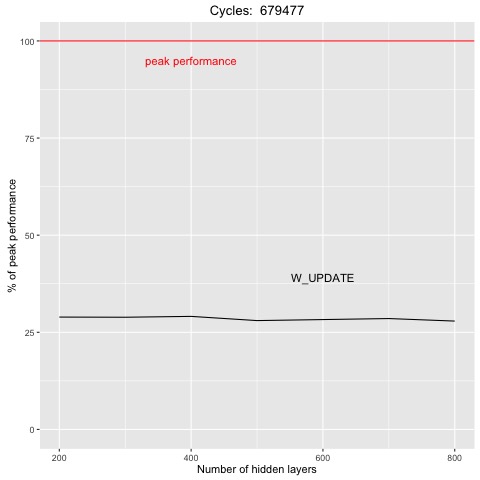 Cycles: 679477
100
peak performance
75
% of peak performance
50
W_UPDATE
25
0
200 400 600 800
Number of hidden layers